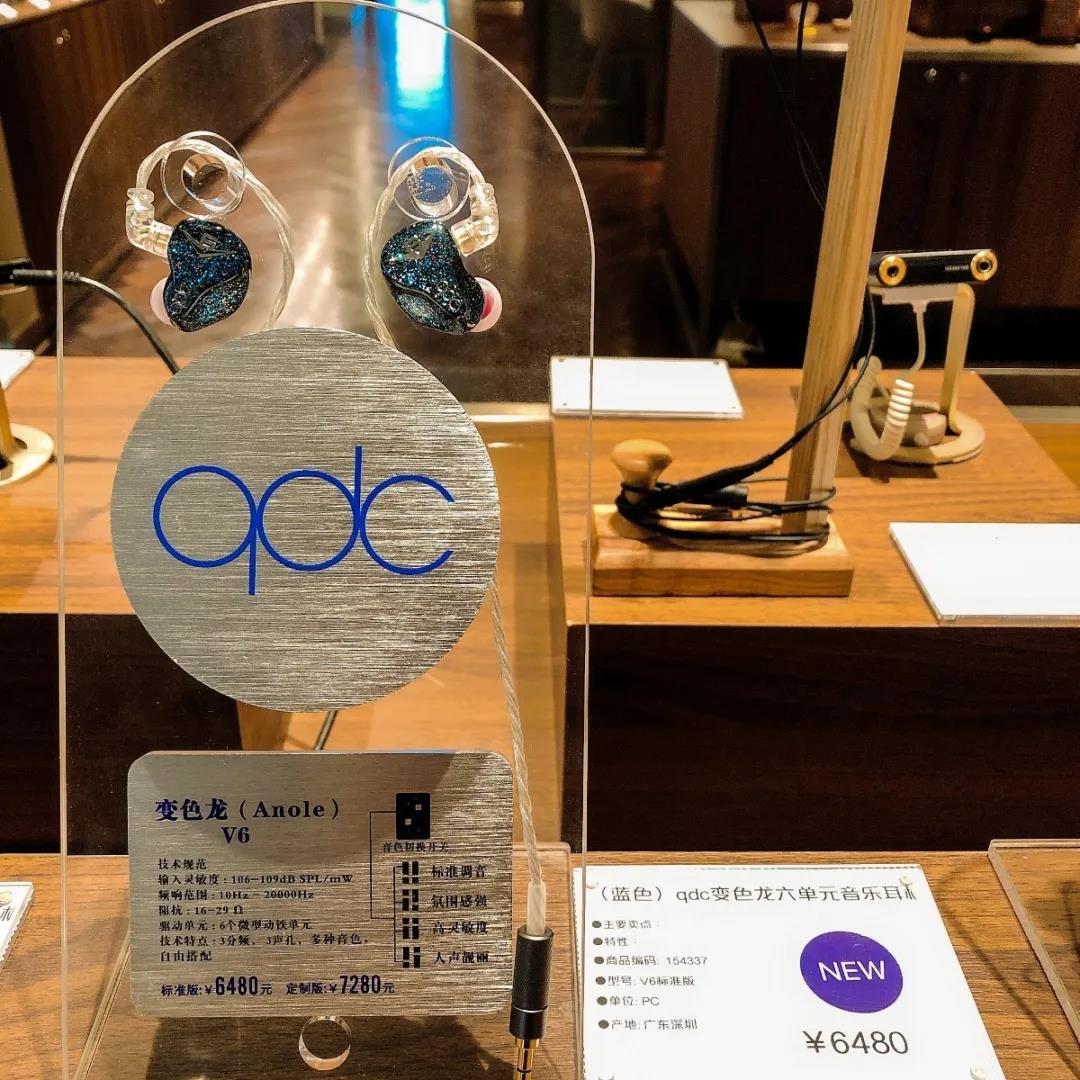 qdc
变色龙（Anole）
V6
音色切换开关
技术规范
输入灵敏度：106-109dB SPL/mW
频响范围：10Hz-20000Hz
阻抗：16-29 Ω
驱动单元：6个微型动铁单元
技术特点：3分频，3声孔，多种音色，
自由搭配
标准调音
氛围感强
高灵敏度
人声靓丽
标准版:￥6480元 定制版:￥7280元
（蓝色）qdc变色龙六单元音乐耳机
●主要卖点：
●特性：
●商品编码: 154337
●型号: V6标准版
●单位: PC
●产地: 广东深圳
NEW
￥6480